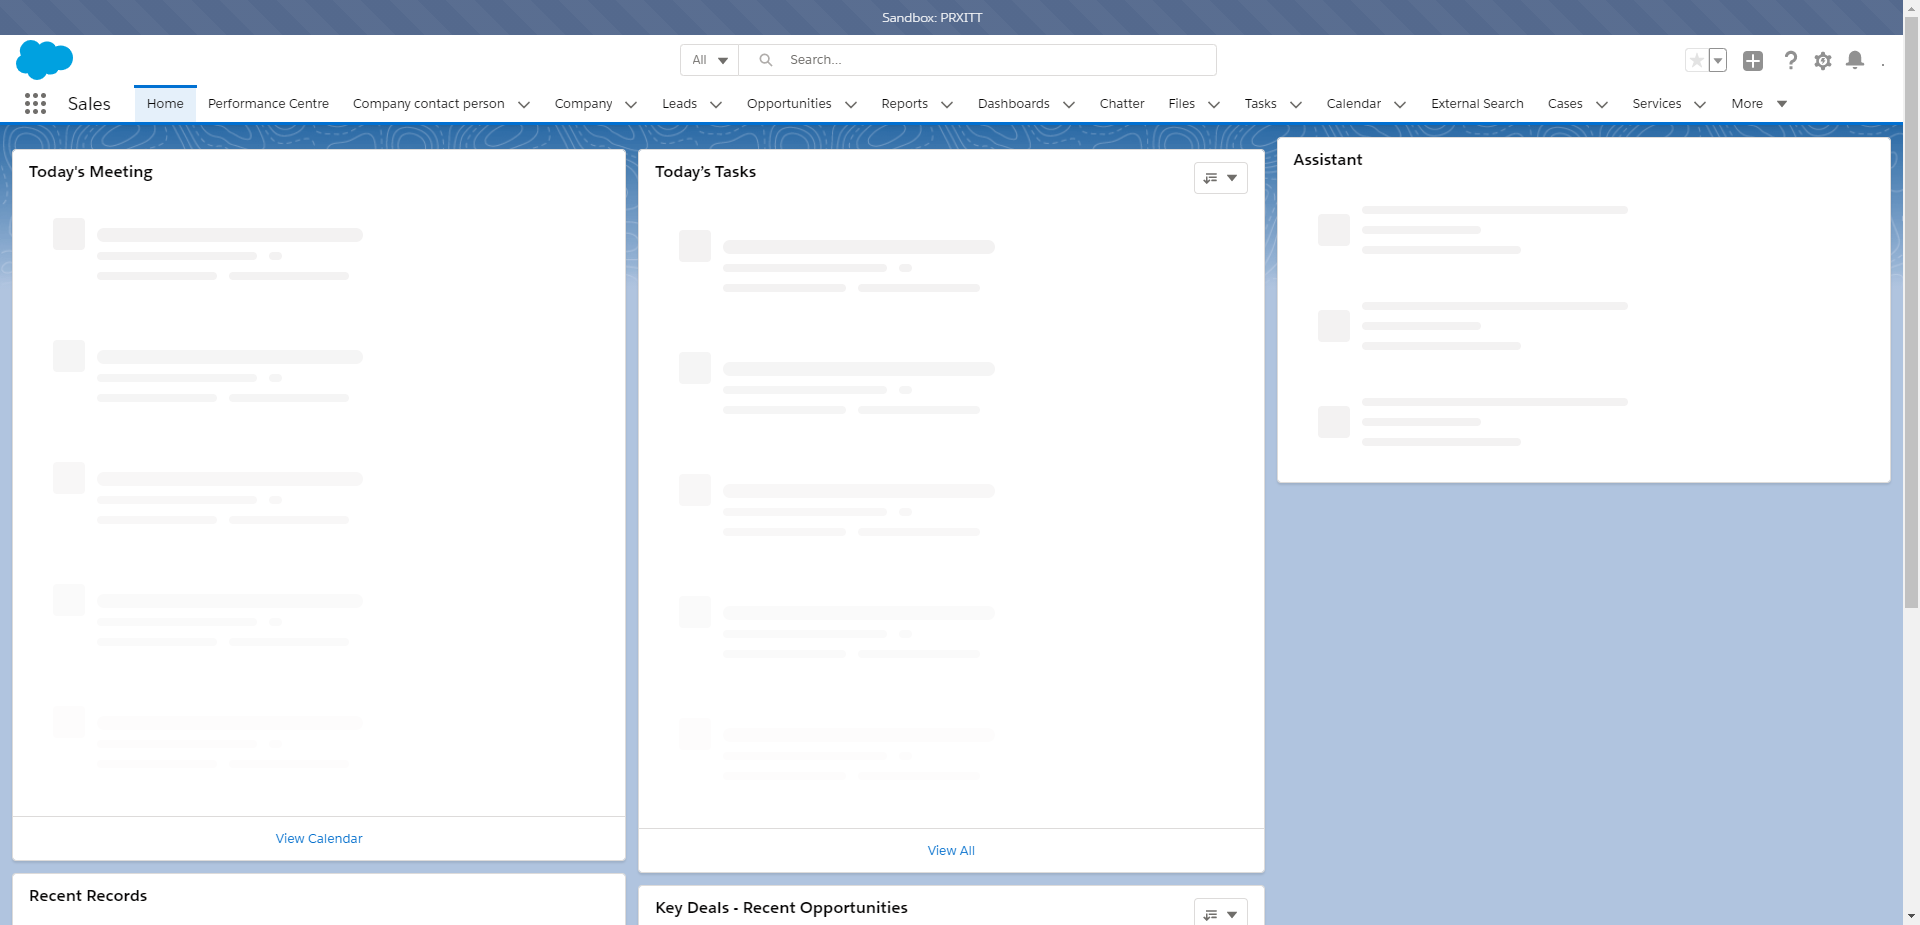 Sandbox: PRXITT
All
Search...
Sales
Home
Performance Centre
Company contact person
Company
Leads
Opportunities
Reports
Dashboards
Chatter
Files
Tasks
Calendar
External Search
Cases
Services
More
Today's Meeting
View Calendar
Recent Records
Today's Tasks
View All
Key Deals - Recent Opportunities
Assistant